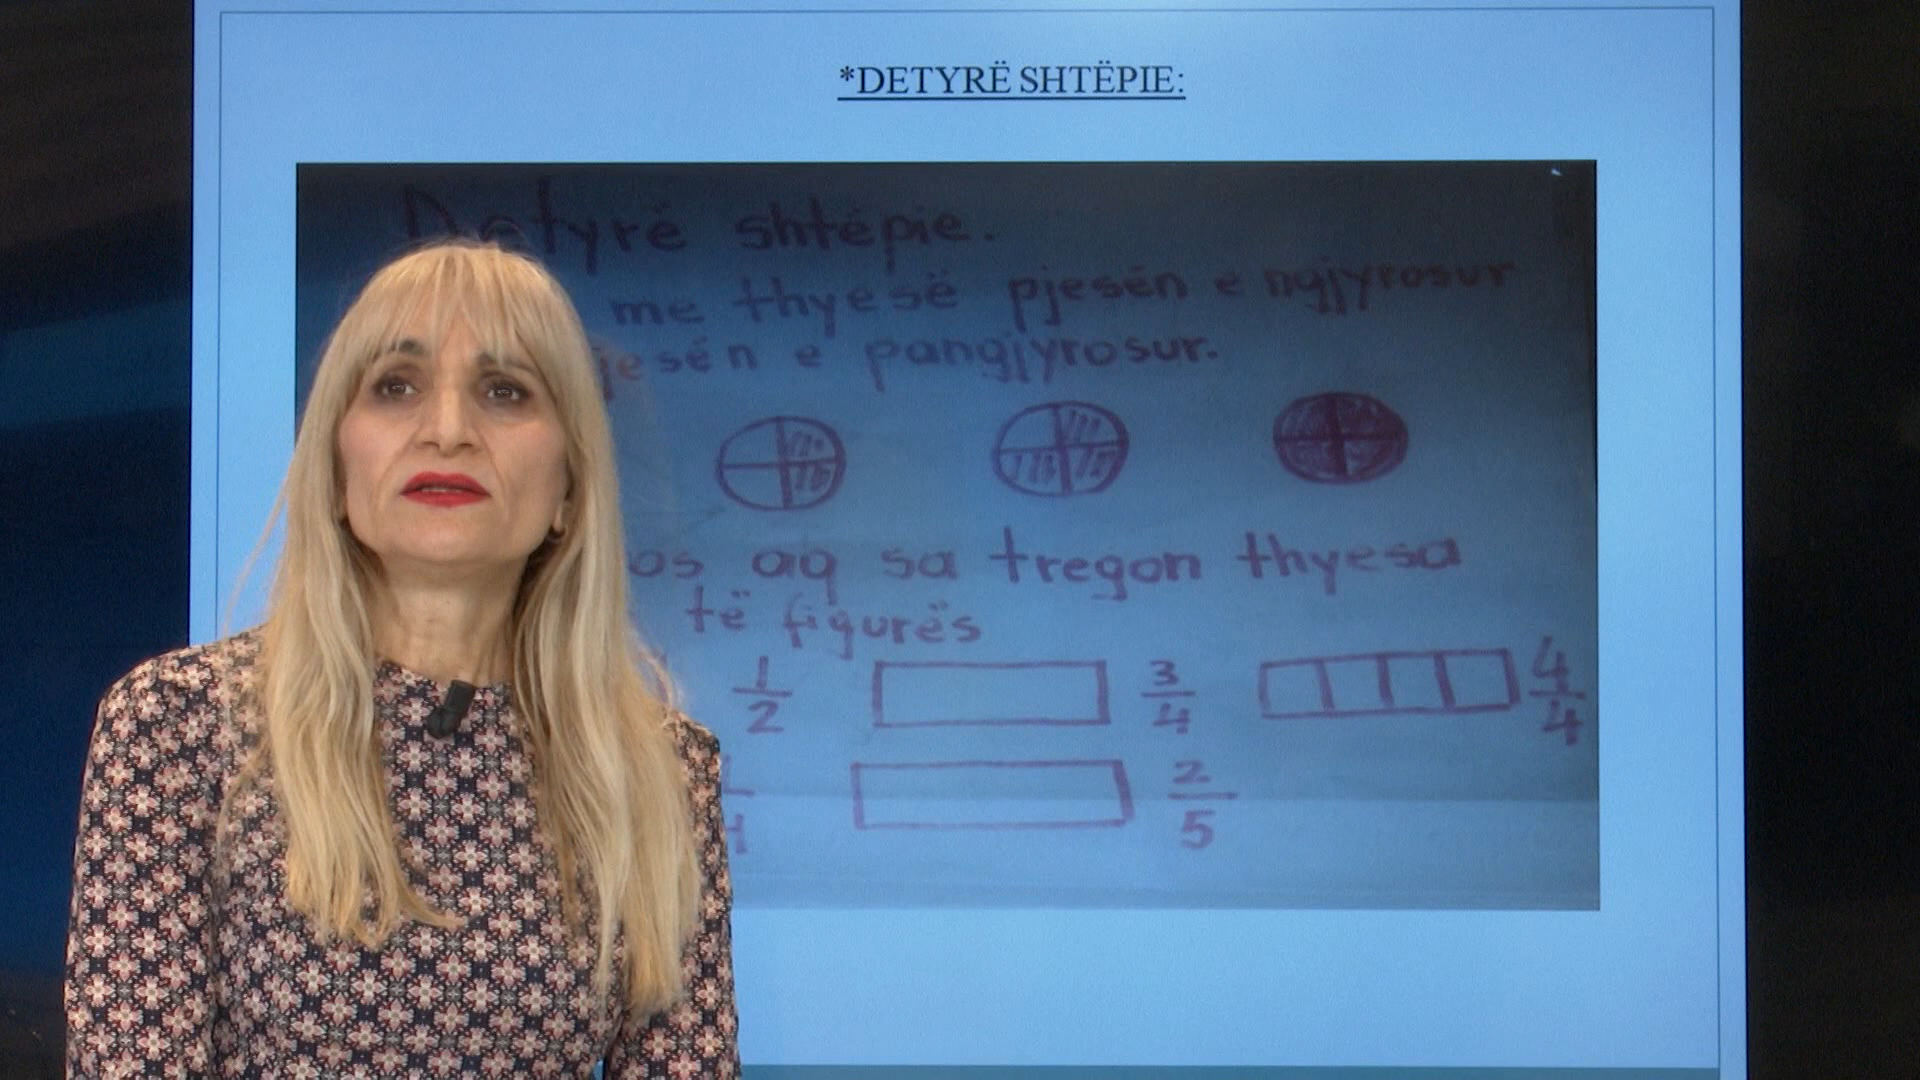 *DETYRË SHTËPIE:
Detyrë shtëpie.
me thyesë pjesën e ngjyrosur
e pangjyrosur.
aq sa tregon thyesa
të figurës
1/2 3/4 4/4
2/5